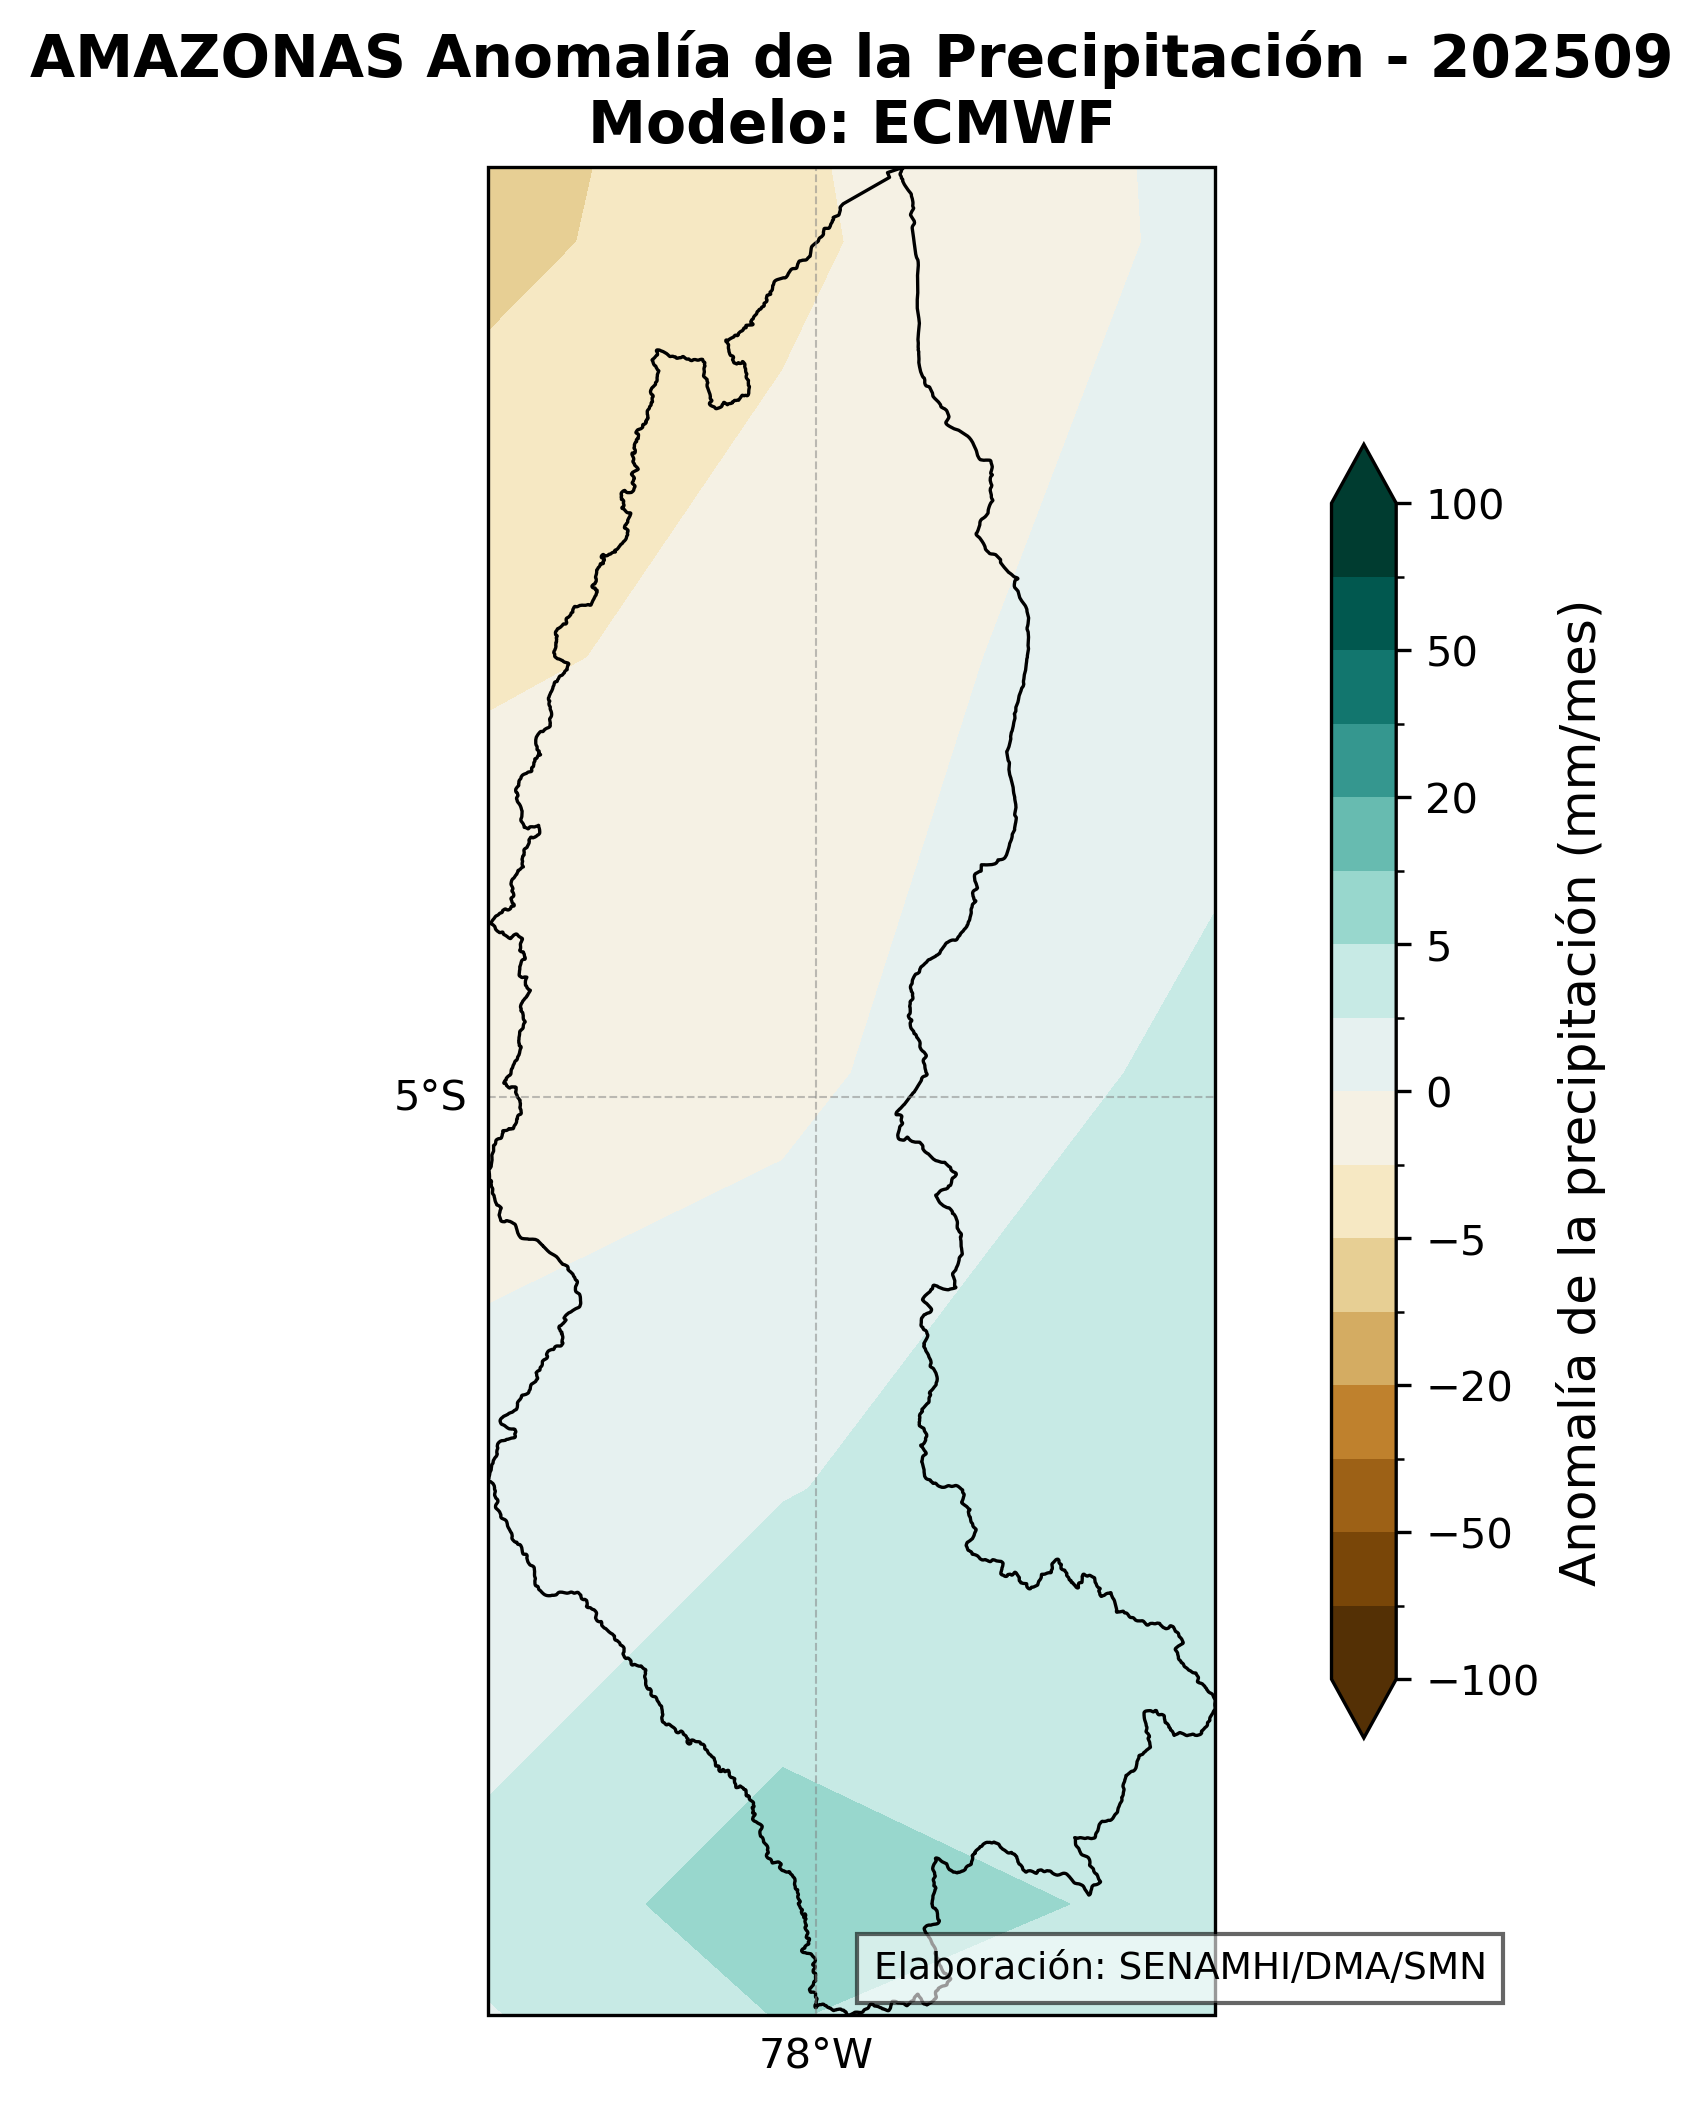 AMAZONAS Anomalía de la Precipitación - 202509
Modelo: ECMWF
100
50
20
5
0
−5
−20
−50
−100
Anomalía de la precipitación (mm/mes)
5°S
Elaboración: SENAMHI/DMA/SMN
78°W